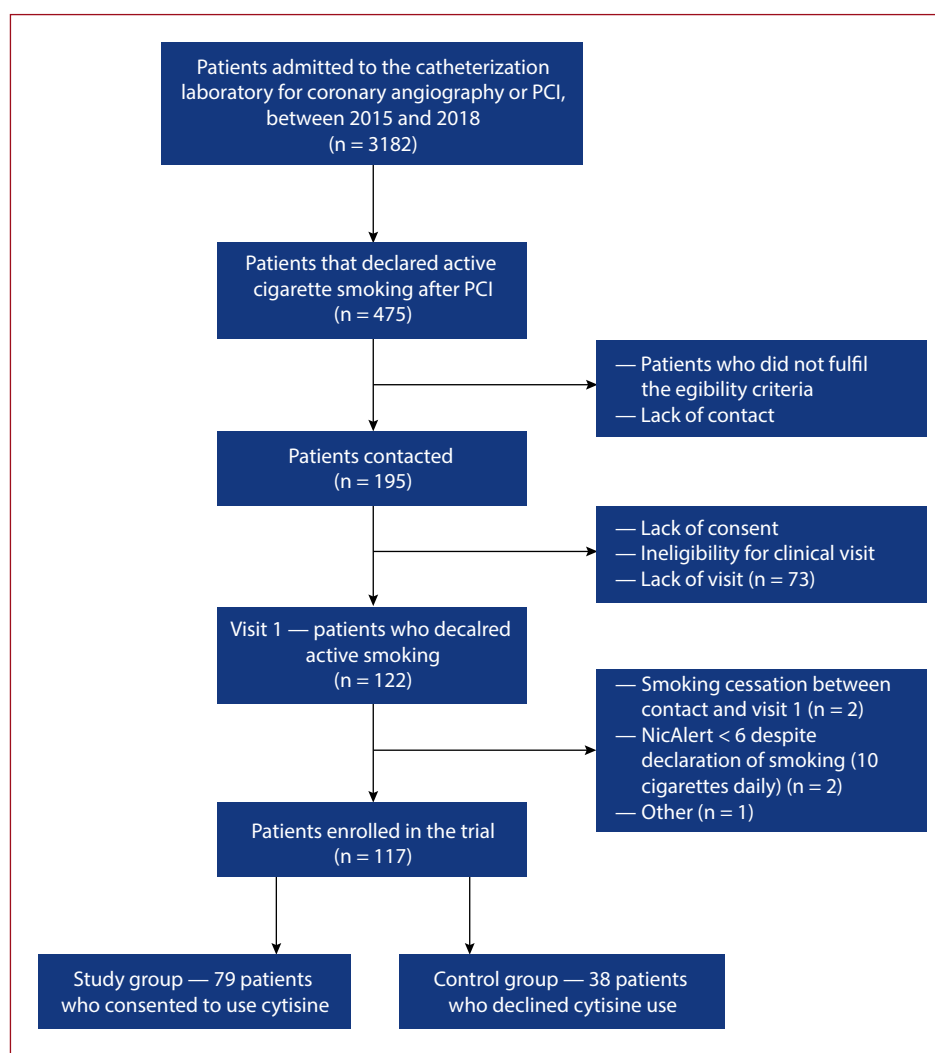 Patients admitted to the catheterization
laboratory for coronary angiography or PCI,
between 2015 and 2018
(n = 3182)
Patients that declared active
cigarette smoking after PCI
(n = 475)
— Patients who did not fulfil
the egibility criteria
— Lack of contact
Patients contacted
(n = 195)
— Lack of consent
— Ineligibility for clinical visit
— Lack of visit (n = 73)
Visit 1 — patients who decalred
active smoking
(n = 122)
— Smoking cessation between
contact and visit 1 (n = 2)
— NicAlert < 6 despite
declaration of smoking (10
cigarettes daily) (n = 2)
— Other (n = 1)
Patients enrolled in the trial
(n = 117)
Study group — 79 patients
who consented to use cytisine
Control group — 38 patients
who declined cytisine use